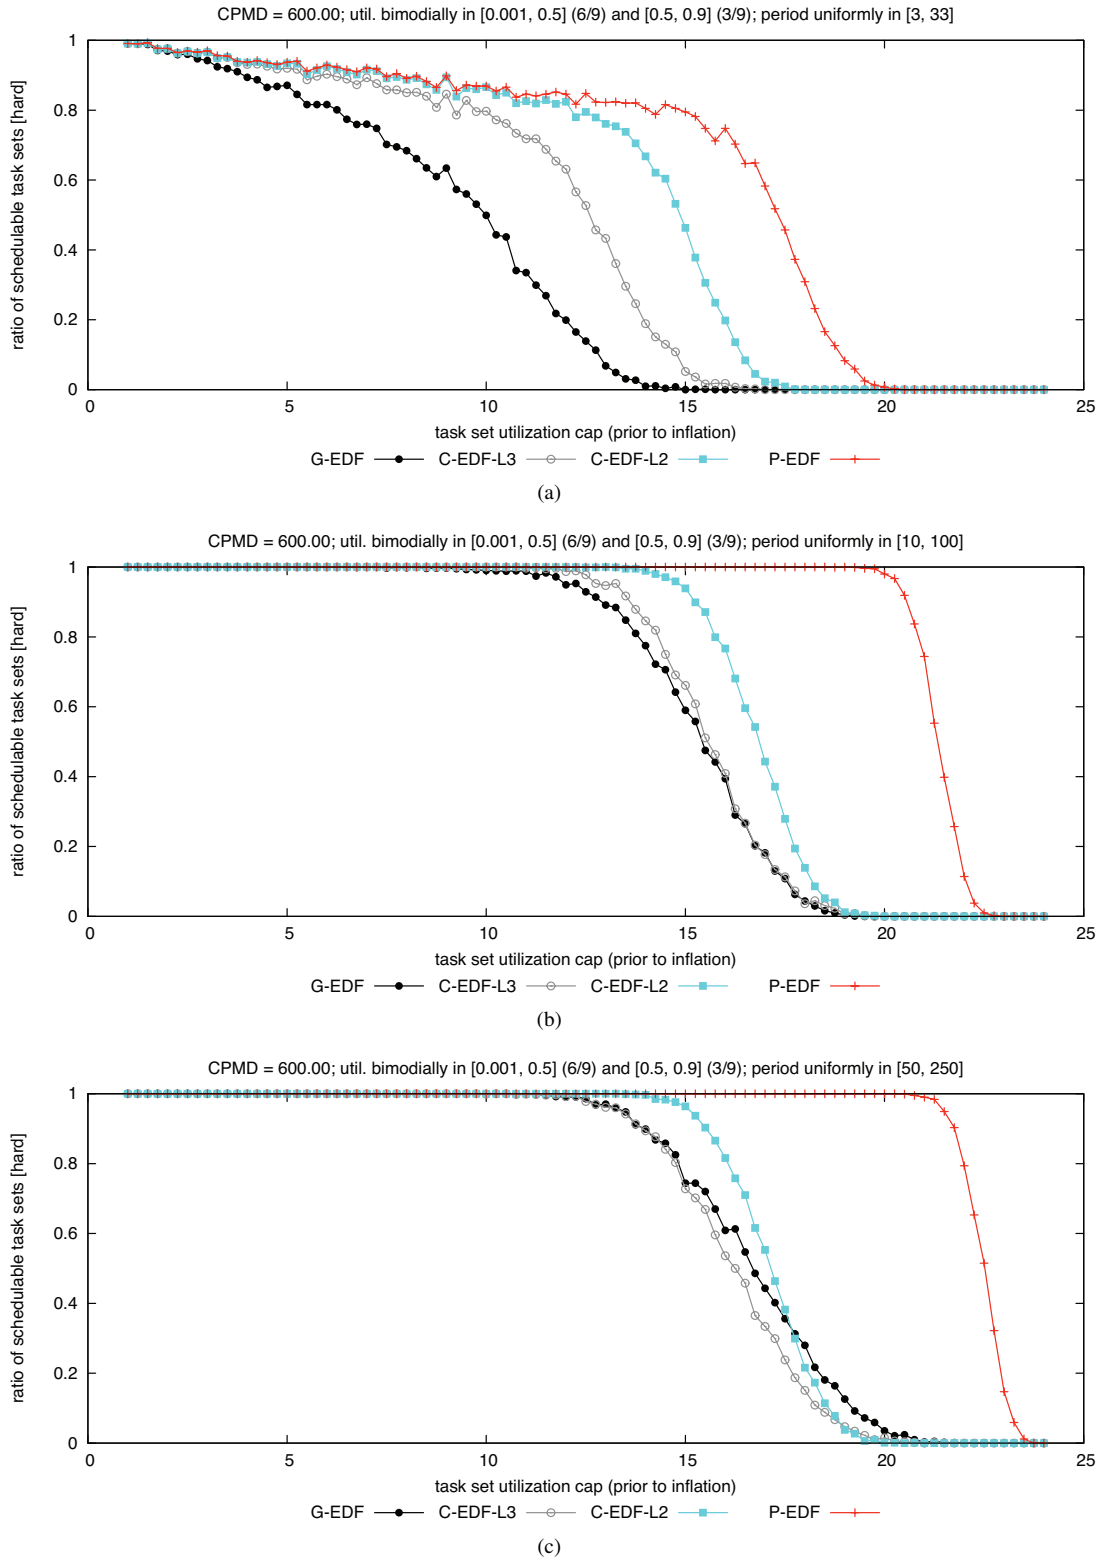 CPMD = 600.00; util. bimodially in [0.001, 0.5] (6/9) and [0.5, 0.9] (3/9); period uniformly in [3, 33]
1
0.8
0.6
0.4
0.2
0
ratio of schedulable task sets [hard]
0 5 10 15 20 25
task set utilization cap (prior to inflation)
G-EDF C-EDF-L3 C-EDF-L2 P-EDF
(a)
CPMD = 600.00; util. bimodially in [0.001, 0.5] (6/9) and [0.5, 0.9] (3/9); period uniformly in [10, 100]
1
0.8
0.6
0.4
0.2
0
ratio of schedulable task sets [hard]
0 5 10 15 20 25
task set utilization cap (prior to inflation)
G-EDF C-EDF-L3 C-EDF-L2 P-EDF
(b)
CPMD = 600.00; util. bimodially in [0.001, 0.5] (6/9) and [0.5, 0.9] (3/9); period uniformly in [50, 250]
1
0.8
0.6
0.4
0.2
0
ratio of schedulable task sets [hard]
0 5 10 15 20 25
task set utilization cap (prior to inflation)
G-EDF C-EDF-L3 C-EDF-L2 P-EDF
(c)